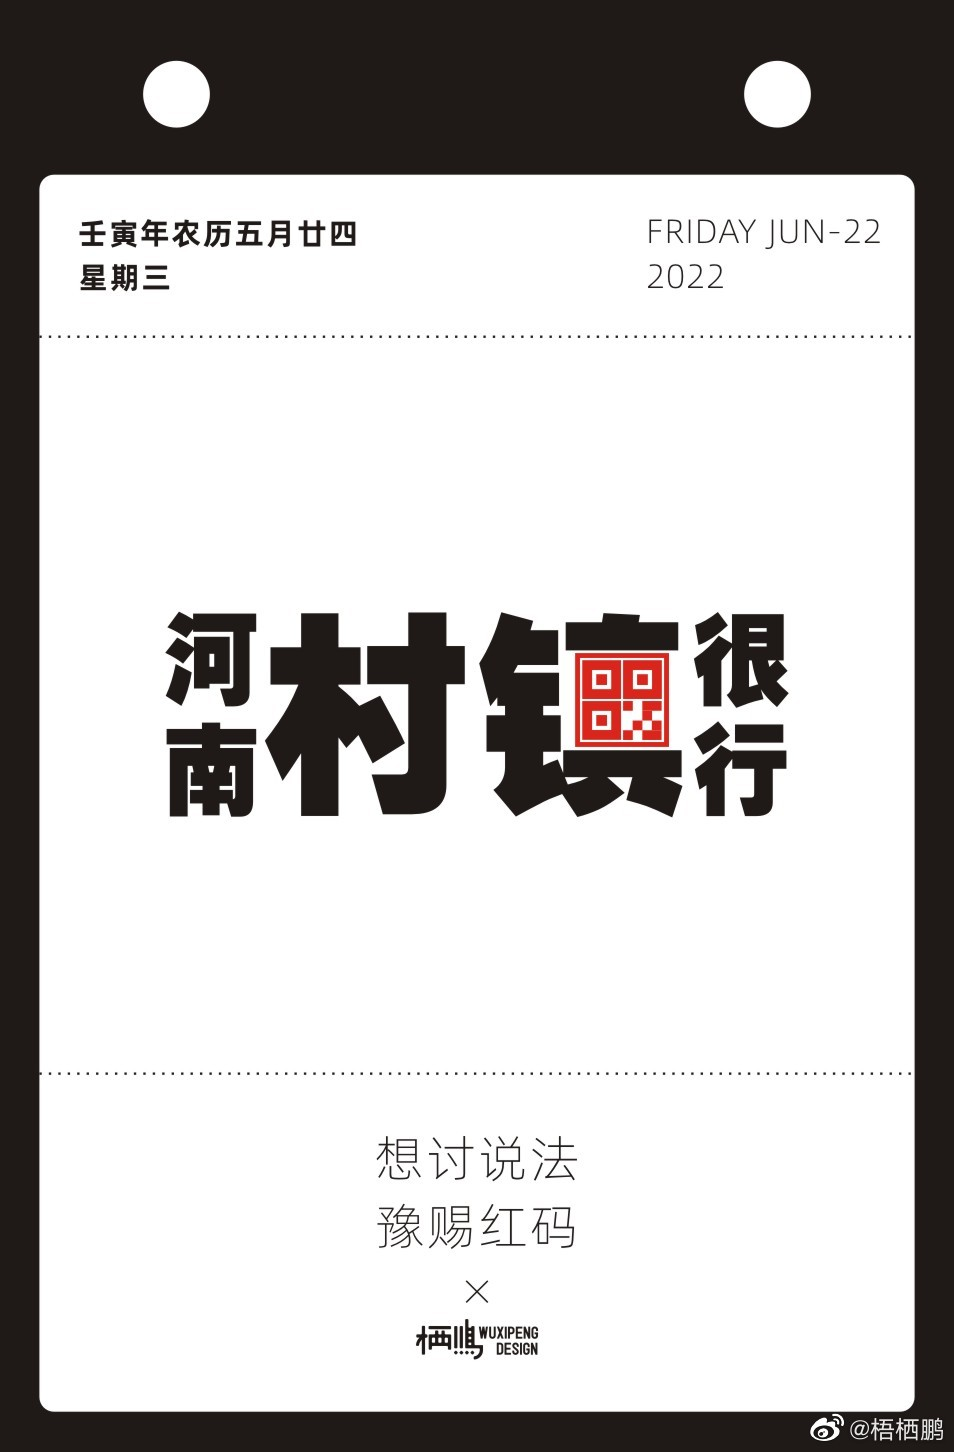 壬寅年农历五月廿四
星期三
FRIDAY JUN-22
2022
河南村镇很行
想讨说法
豫赐红码
×
栖鹏 WUXIPENG
DESIGN
@梧栖鹏